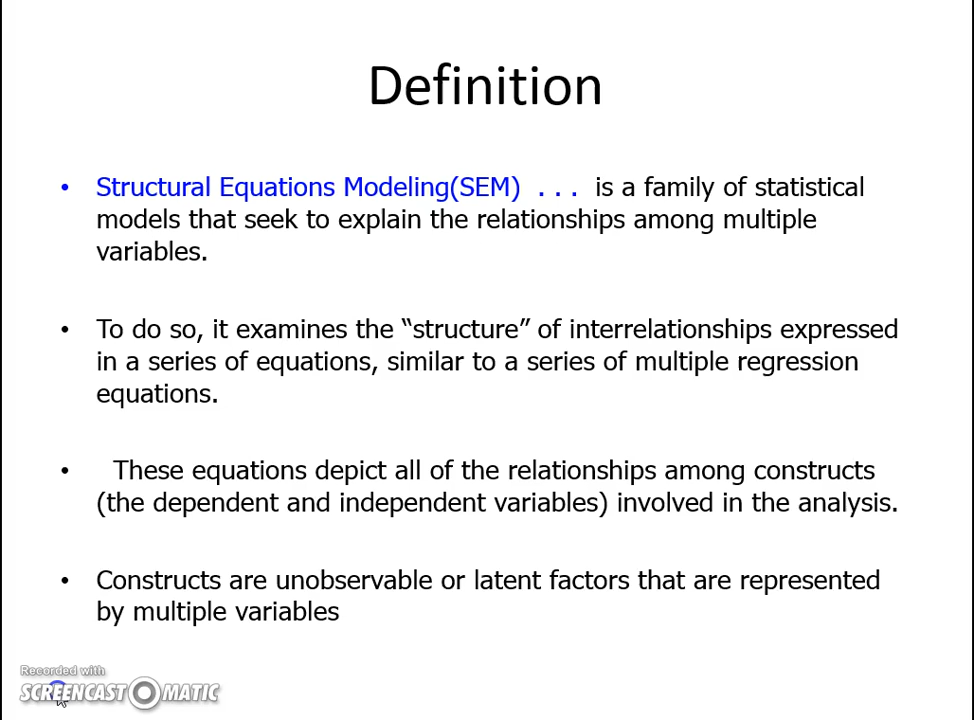 Definition
• Structural Equations Modeling(SEM) . . . is a family of statistical
models that seek to explain the relationships among multiple
variables.
• To do so, it examines the “structure” of interrelationships expressed
in a series of equations, similar to a series of multiple regression
equations.
• These equations depict all of the relationships among constructs
(the dependent and independent variables) involved in the analysis.
• Constructs are unobservable or latent factors that are represented
by multiple variables
Recorded with
SCREENCAST MATIC